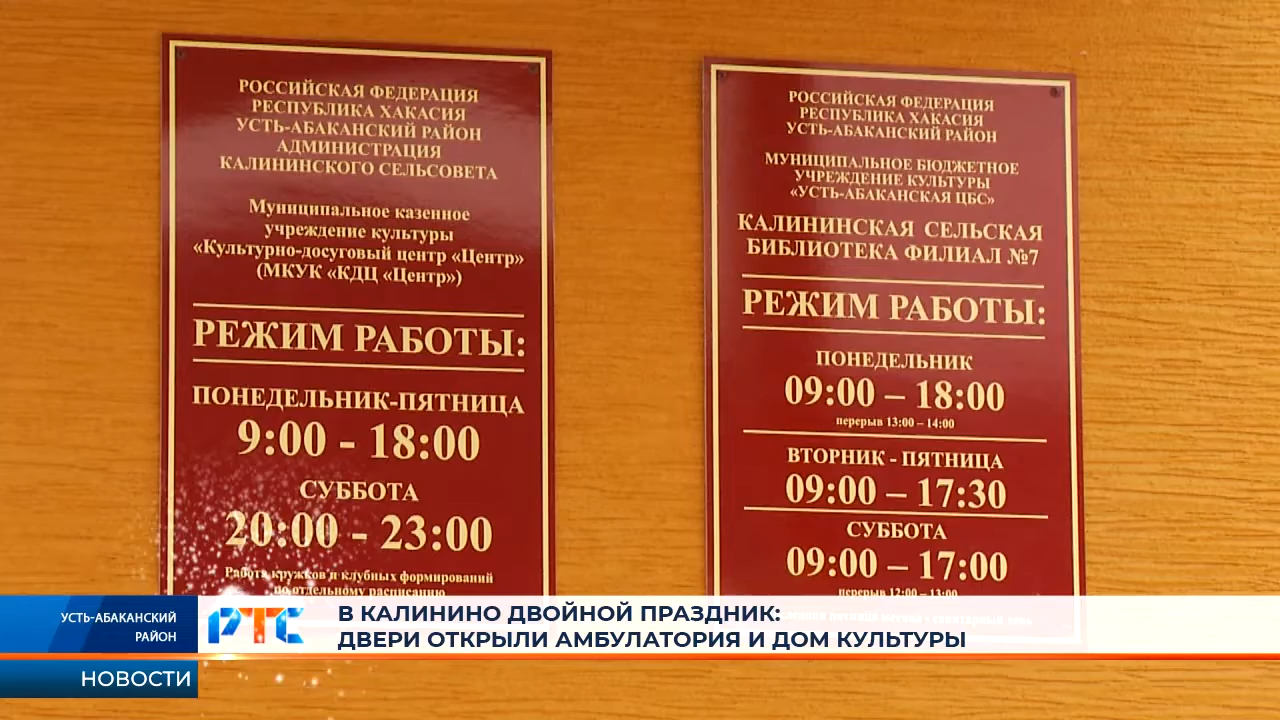 РОССИЙСКАЯ ФЕДЕРАЦИЯ
РЕСПУБЛИКА ХАКАСИЯ
УСТЬ-АБАКАНСКИЙ РАЙОН
АДМИНИСТРАЦИЯ
КАЛИНИНСКОГО СЕЛЬСОВЕТА
Муниципальное казенное
учреждение культуры
«Культурно-досуговый центр «Центр»
(МКУК «КДЦ «Центр»)
РЕЖИМ РАБОТЫ:
ПОНЕДЕЛЬНИК-ПЯТНИЦА
9:00 - 18:00
СУББОТА
20:00 - 23:00
Работа кружков и клубных формирований
по отдельному расписанию
РОССИЙСКАЯ ФЕДЕРАЦИЯ
РЕСПУБЛИКА ХАКАСИЯ
УСТЬ-АБАКАНСКИЙ РАЙОН
МУНИЦИПАЛЬНОЕ БЮДЖЕТНОЕ
УЧРЕЖДЕНИЕ КУЛЬТУРЫ
«УСТЬ-АБАКАНСКАЯ ЦБС»
КАЛИНИНСКАЯ СЕЛЬСКАЯ
БИБЛИОТЕКА ФИЛИАЛ №7
РЕЖИМ РАБОТЫ:
ПОНЕДЕЛЬНИК
09:00 – 18:00
перерыв 13:00 – 14:00
ВТОРНИК - ПЯТНИЦА
09:00 – 17:30
СУББОТА
09:00 – 17:00
перерыв 12:00 – 13:00
УСТЬ-АБАКАНСКИЙ
РАЙОН
РТС
В КАЛИНИНО ДВОЙНОЙ ПРАЗДНИК:
ДВЕРИ ОТКРЫЛИ АМБУЛАТОРИЯ И ДОМ КУЛЬТУРЫ
НОВОСТИ